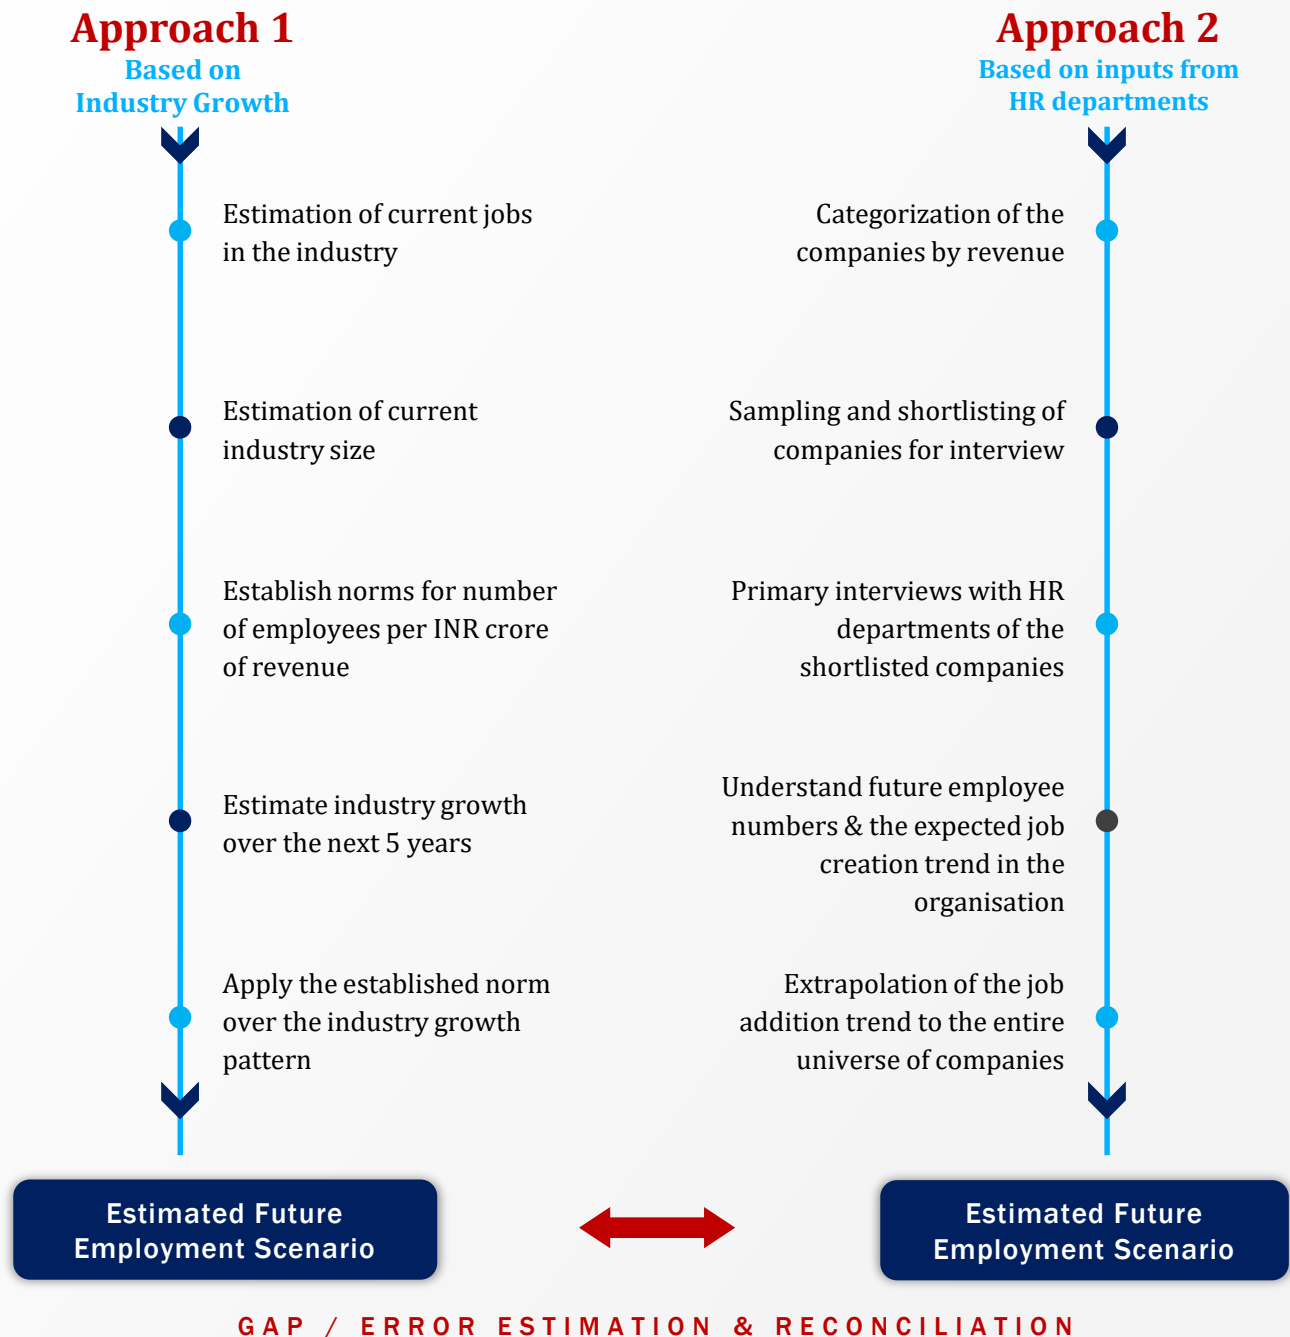 Approach 1
Based on
Industry Growth
Estimation of current jobs
in the industry
Estimation of current
industry size
Establish norms for number
of employees per INR crore
of revenue
Estimate industry growth
over the next 5 years
Apply the established norm
over the industry growth
pattern
Estimated Future
Employment Scenario
Approach 2
Based on inputs from
HR departments
Categorization of the
companies by revenue
Sampling and shortlisting of
companies for interview
Primary interviews with HR
departments of the
shortlisted companies
Understand future employee
numbers & the expected job
creation trend in the
organisation
Extrapolation of the job
addition trend to the entire
universe of companies
Estimated Future
Employment Scenario
GAP / ERROR ESTIMATION & RECONCILIATION